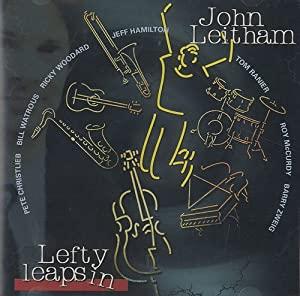 John
Leitham
JEFF HAMILTON
RICKY WOODARD
BILL WATROUS
PETE CHRISTLIEB
TOM RANIER
ROY McCURDY
BARRY ZWEIG
Lefty
leaps in